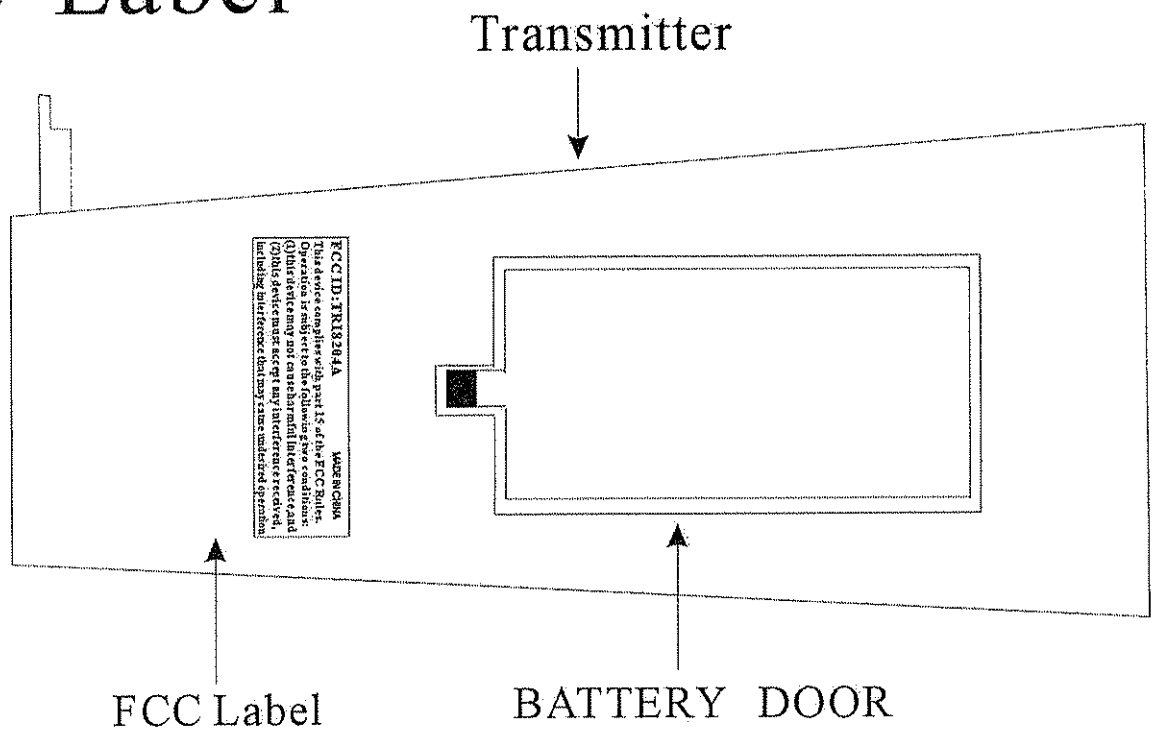 Label
Transmitter
FCC ID:TRI8204A MADE IN CHINA
This device complies with part 15 of the FCC Rules.
Operation is subject to the following two conditions:
(1)this device may not cause harmful interference,and
(2)this device must accept any interference received,
including interference that may cause undesired operation
FCC Label
BATTERY DOOR